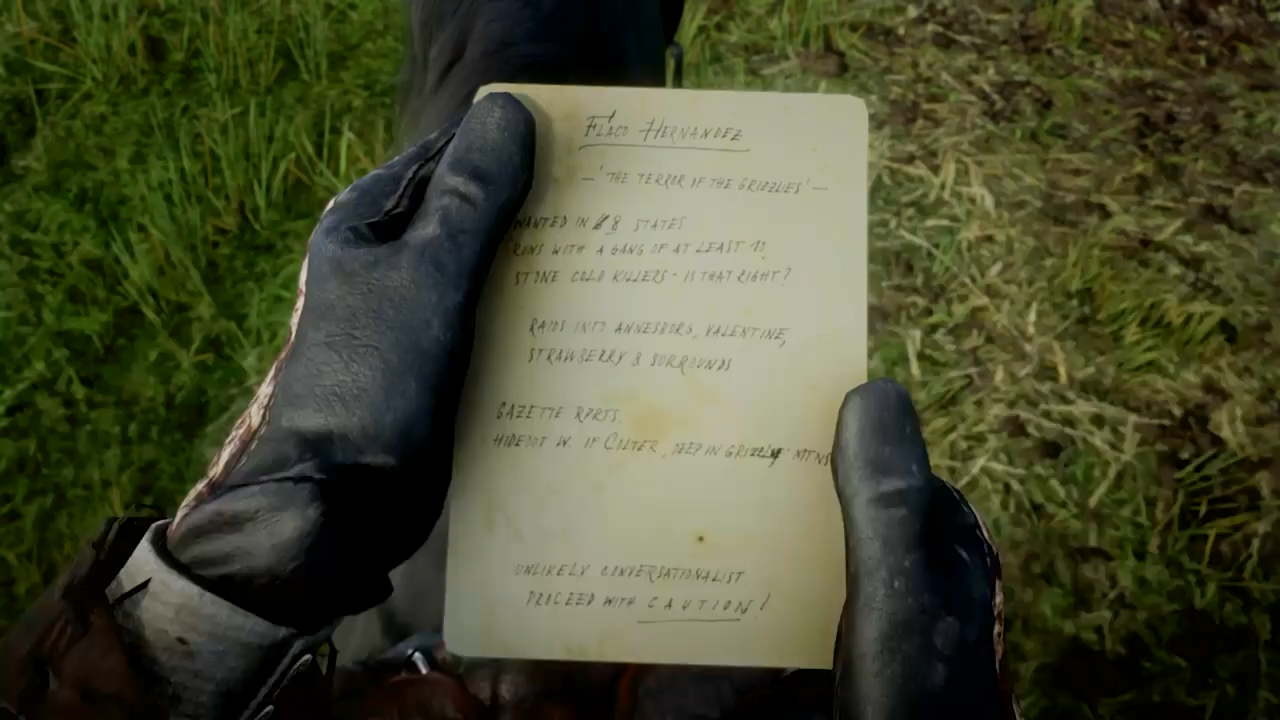 FLACO HERNANDEZ
—'THE TERROR OF THE GRIZZLIES'—
WANTED IN 8 STATES
RUNS WITH A GANG OF AT LEAST 10.
STONE COLD KILLERS - IS THAT RIGHT?
RAIDS INTO ANNESBURG, VALENTINE,
STRAWBERRY & SURROUNDS
GAZETTE RPRTS.
HIDEOUT W. OF COLTER, DEEP IN MTNS
UNLIKELY CONVERSATIONALIST
PROCEED WITH CAUTION!